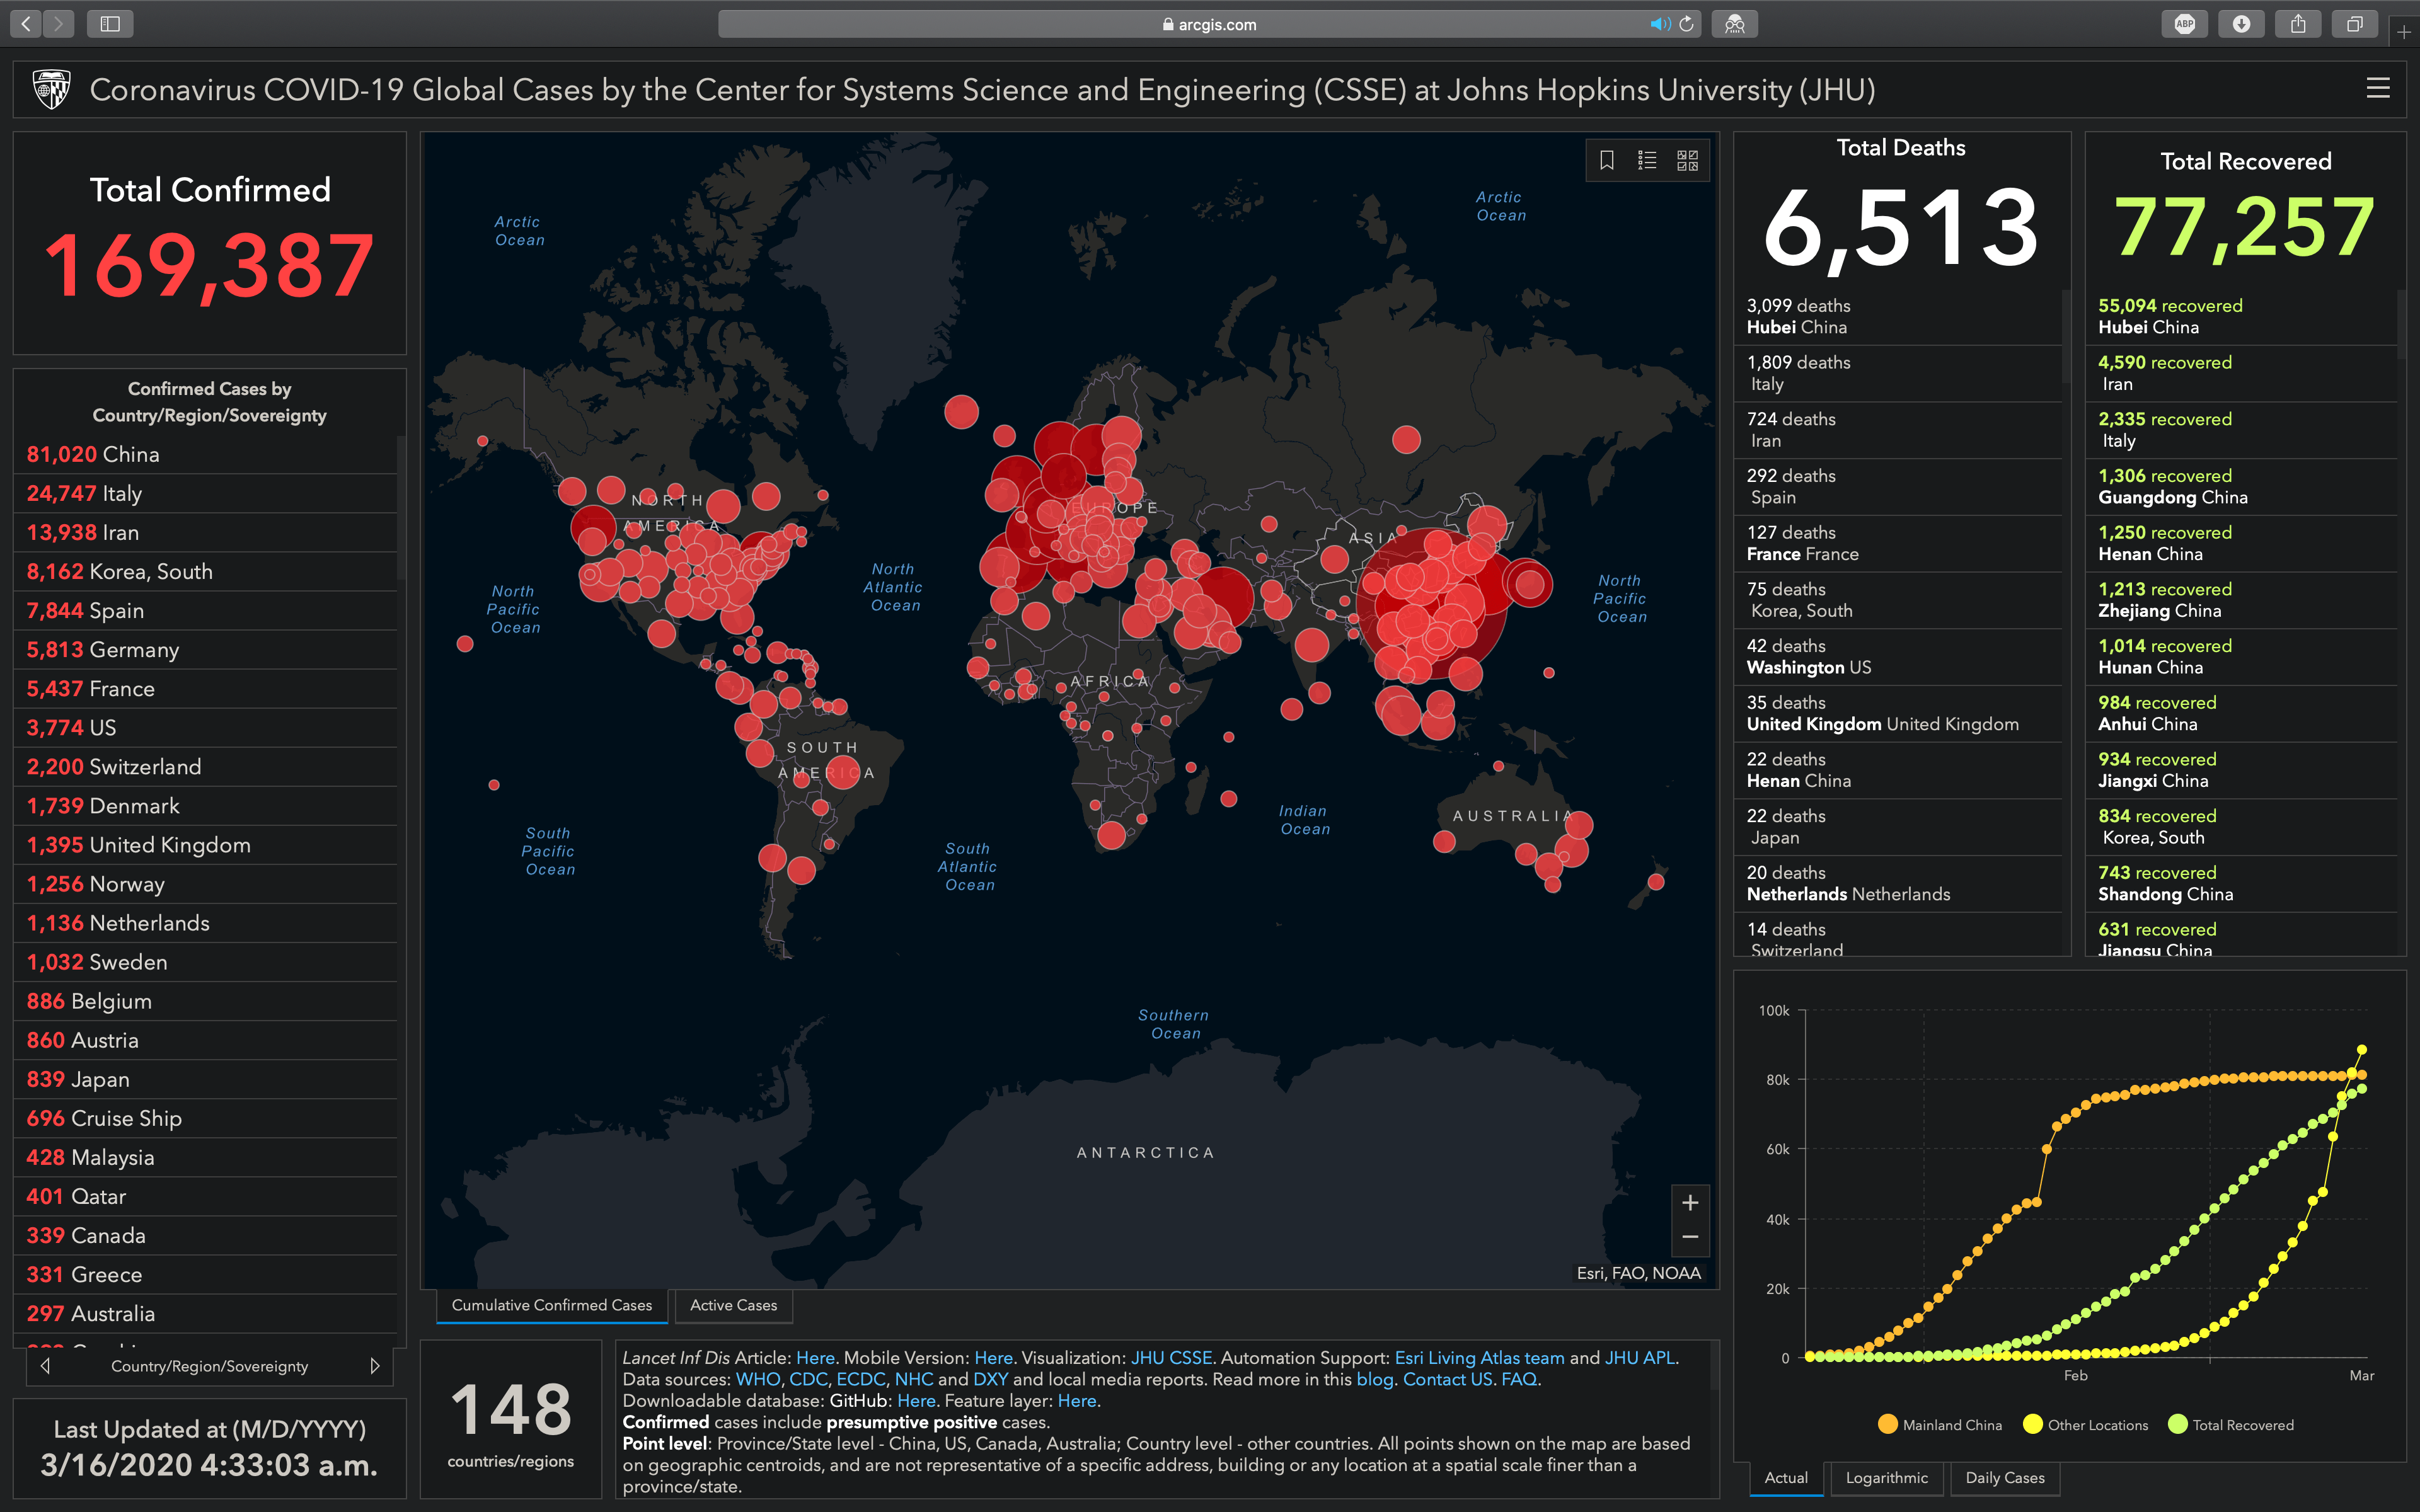 arcgis.com
ABP
Coronavirus COVID-19 Global Cases by the Center for Systems Science and Engineering (CSSE) at Johns Hopkins University (JHU)
Total Confirmed
169,387
Confirmed Cases by
Country/Region/Sovereignty
81,020 China
24,747 Italy
13,938 Iran
8,162 Korea, South
7,844 Spain
5,813 Germany
5,437 France
3,774 US
2,200 Switzerland
1,739 Denmark
1,395 United Kingdom
1,256 Norway
1,136 Netherlands
1,032 Sweden
886 Belgium
860 Austria
839 Japan
696 Cruise Ship
428 Malaysia
401 Qatar
339 Canada
331 Greece
297 Australia
Country/Region/Sovereignty
Last Updated at (M/D/YYYY)
3/16/2020 4:33:03 a.m.
Arctic
Ocean
Arctic
Ocean
NORTH
AMERICA
EUROPE
ASIA
North
Pacific
Ocean
North
Atlantic
Ocean
North
Pacific
Ocean
AFRICA
SOUTH
AMERICA
AUSTRALIA
Indian
Ocean
South
Pacific
Ocean
South
Atlantic
Ocean
Southern
Ocean
ANTARCTICA
+
−
Esri, FAO, NOAA
Cumulative Confirmed Cases
Active Cases
148
countries/regions
Lancet Inf Dis Article: Here. Mobile Version: Here. Visualization: JHU CSSE. Automation Support: Esri Living Atlas team and JHU APL.
Data sources: WHO, CDC, ECDC, NHC and DXY and local media reports. Read more in this blog. Contact US. FAQ.
Downloadable database: GitHub: Here. Feature layer: Here.
Confirmed cases include presumptive positive cases.
Point level: Province/State level - China, US, Canada, Australia; Country level - other countries. All points shown on the map are based
on geographic centroids, and are not representative of a specific address, building or any location at a spatial scale finer than a
province/state.
Total Deaths
6,513
3,099 deaths
Hubei China
1,809 deaths
Italy
724 deaths
Iran
292 deaths
Spain
127 deaths
France France
75 deaths
Korea, South
42 deaths
Washington US
35 deaths
United Kingdom United Kingdom
22 deaths
Henan China
22 deaths
Japan
20 deaths
Netherlands Netherlands
14 deaths
Switzerland
Total Recovered
77,257
55,094 recovered
Hubei China
4,590 recovered
Iran
2,335 recovered
Italy
1,306 recovered
Guangdong China
1,250 recovered
Henan China
1,213 recovered
Zhejiang China
1,014 recovered
Hunan China
984 recovered
Anhui China
934 recovered
Jiangxi China
834 recovered
Korea, South
743 recovered
Shandong China
631 recovered
Jiangsu China
100k
80k
60k
40k
20k
0
Feb
Mar
Mainland China
Other Locations
Total Recovered
Actual
Logarithmic
Daily Cases